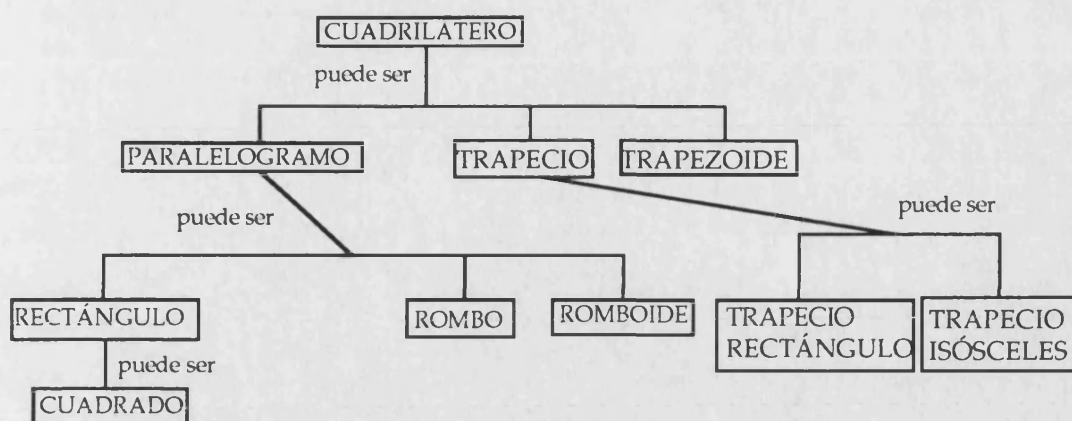 CUADRILÁTERO
puede ser
PARALELOGRAMO
TRAPECIO
TRAPEZOIDE
puede ser
puede ser
RECTÁNGULO
ROMBO
ROMBOIDE
TRAPECIO
RECTÁNGULO
TRAPECIO
ISÓSCELES
puede ser
CUADRADO